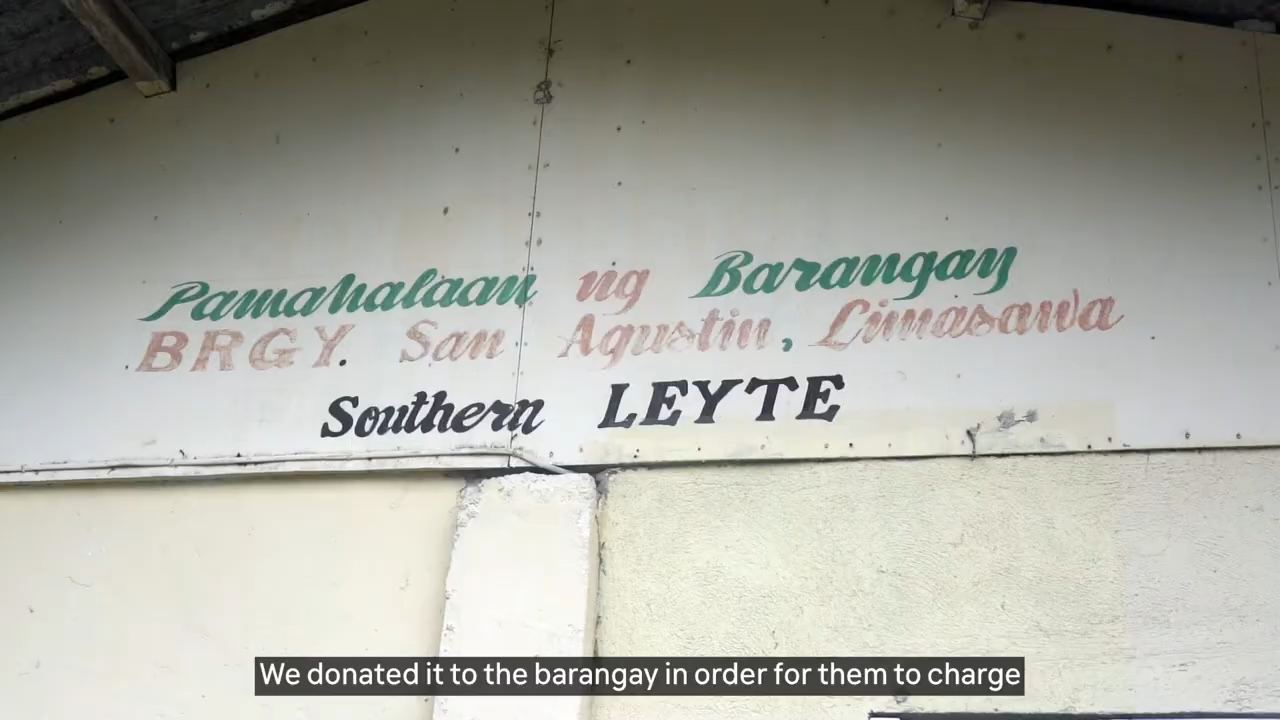 Pamahalaan ng Barangay
BRGY. San Agustin, Limasawa
Southern LEYTE
We donated it to the barangay in order for them to charge